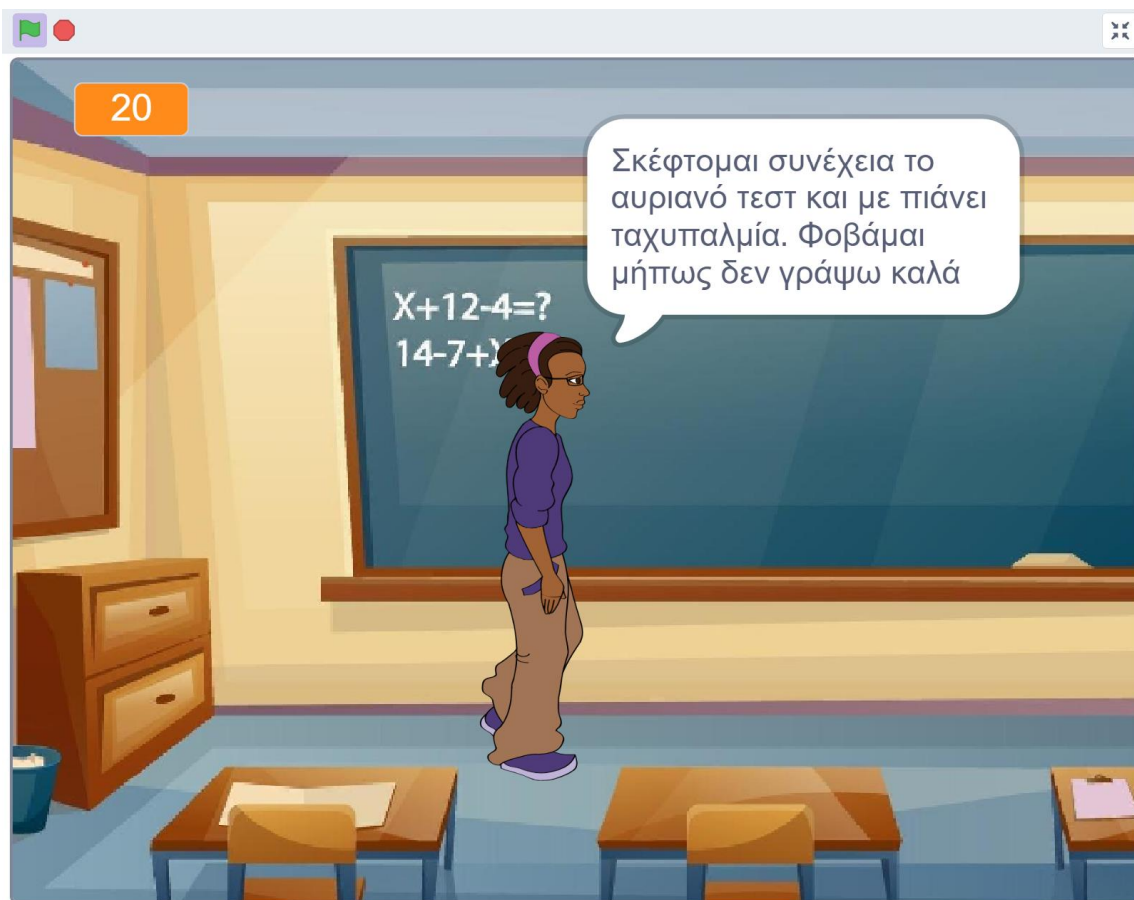 20
Σκέφτομαι συνέχεια το
αυριανό τεστ και με πιάνει
ταχυπαλμία. Φοβάμαι
μήπως δεν γράψω καλά
X+12-4=?
14-7+